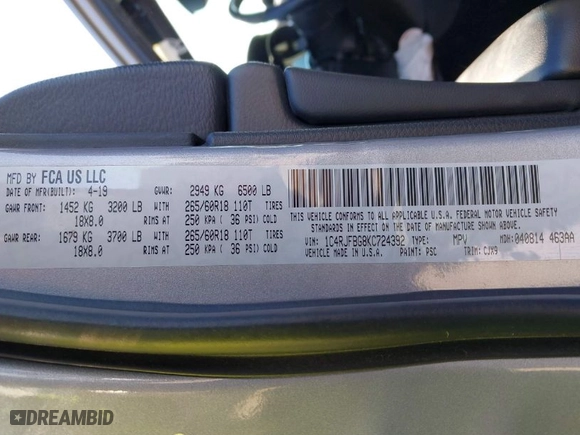 MFD BY FCA US LLC
DATE OF MFR(BUILT): 4-19 GVWR: 2949 KG 6500 LB
GAWR FRONT: 1452 KG 3200 LB WITH 265/60R18 110T TIRES
18X8.0 RIMS AT 250 KPA ( 36 PSI) COLD
GAWR REAR: 1679 KG 3700 LB WITH 265/60R18 110T TIRES
18X8.0 RIMS AT 250 KPA ( 36 PSI) COLD
THIS VEHICLE CONFORMS TO ALL APPLICABLE U.S.A. FEDERAL MOTOR VEHICLE SAFETY
STANDARDS IN EFFECT ON THE DATE OF MANUFACTURE SHOWN ABOVE.
VIN: 1C4RJFBG8KC724392 TYPE: MPV MDH: 040814 463AA
VEHICLE MADE IN U.S.A. PAINT: PSC TRIM: CJX9
DREAMBID